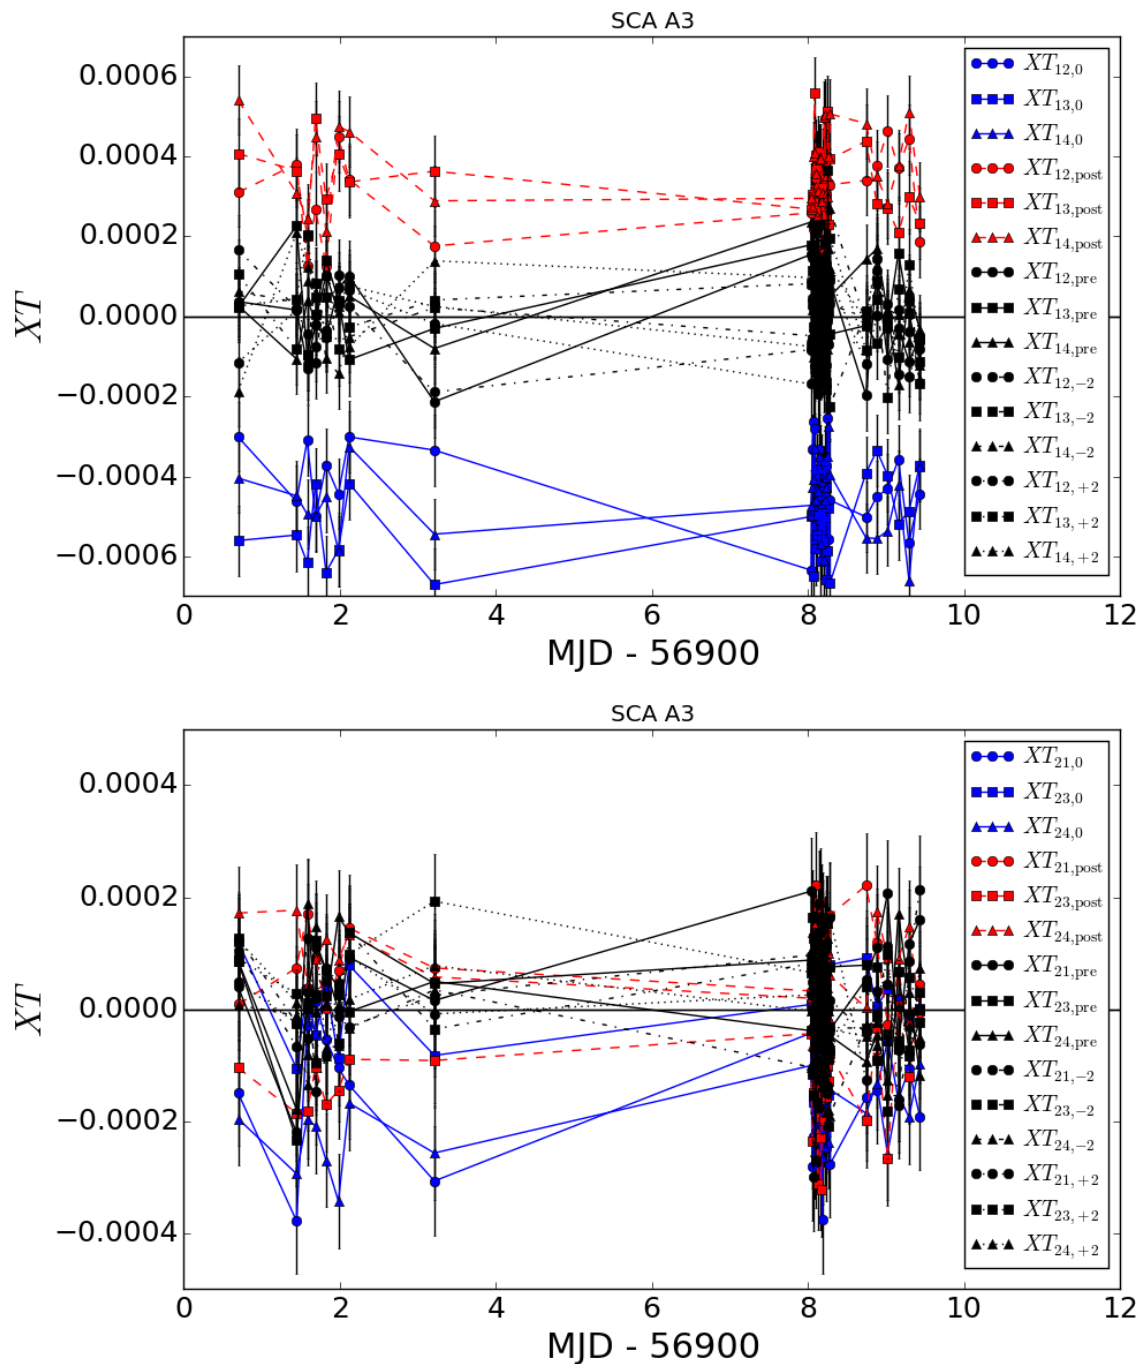 SCA A3
0.0006
0.0004
0.0002
0.0000
−0.0002
−0.0004
−0.0006
XT
0 2 4 6 8 10 12
MJD - 56900
XT12,0
XT13,0
XT14,0
XT12,post
XT13,post
XT14,post
XT12,pre
XT13,pre
XT14,pre
XT12,−2
XT13,−2
XT14,−2
XT12,+2
XT13,+2
XT14,+2
SCA A3
0.0004
0.0002
0.0000
−0.0002
−0.0004
XT
0 2 4 6 8 10 12
MJD - 56900
XT21,0
XT23,0
XT24,0
XT21,post
XT23,post
XT24,post
XT21,pre
XT23,pre
XT24,pre
XT21,−2
XT23,−2
XT24,−2
XT21,+2
XT23,+2
XT24,+2